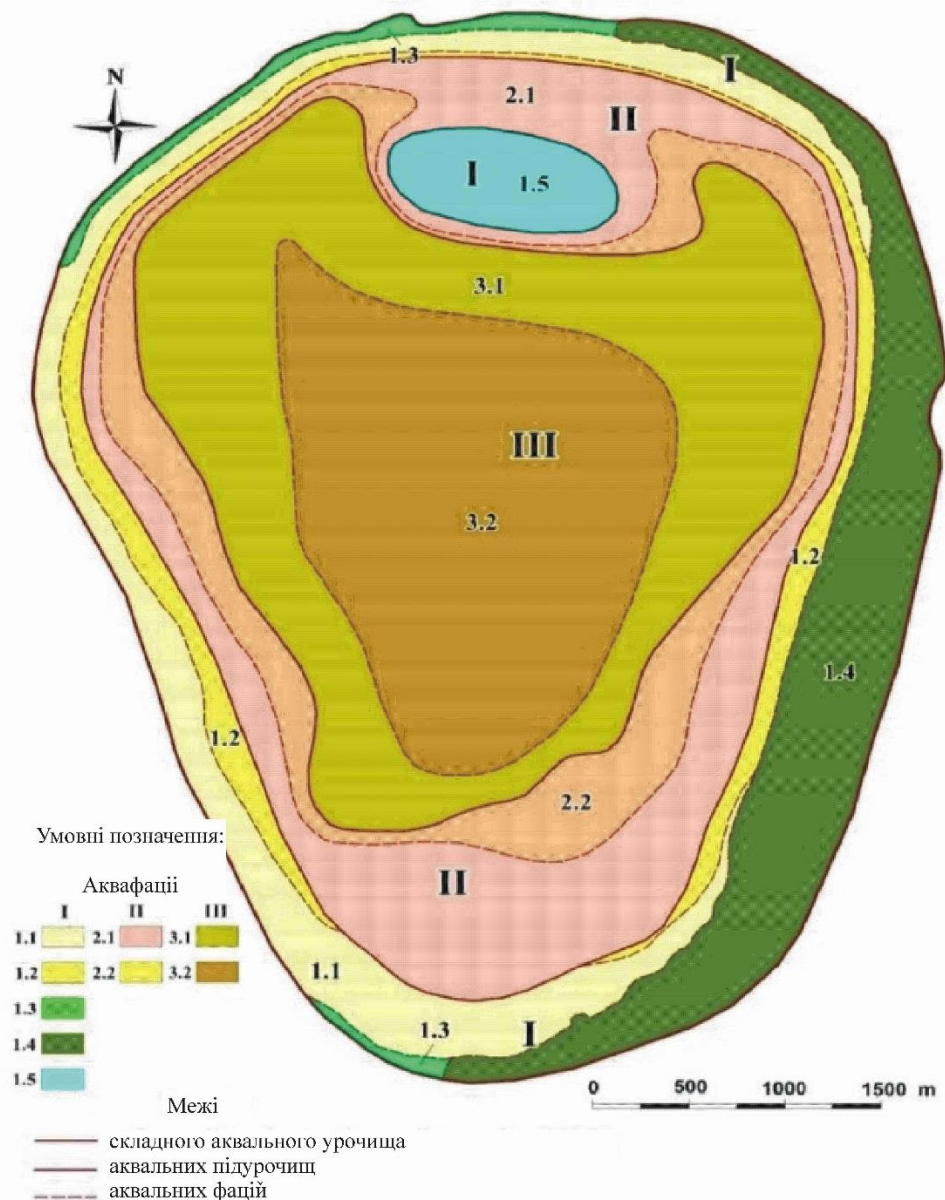 1.3
I
N
2.1
II
I
1.5
3.1
III
3.2
1.2
1.4
1.2
2.2
Умовні позначення:
II
Аквафації
I II III
1.1 2.1 3.1
1.2 2.2 3.2
1.3
1.4
1.5
1.1
1.3
I
0 500 1000 1500 m
Межі
складного аквального урочища
аквальних підурочищ
аквальних фацій